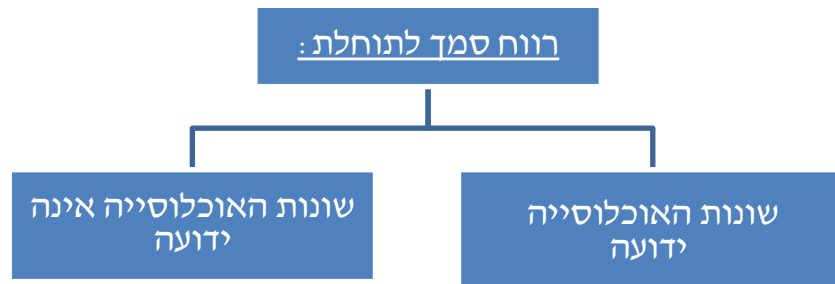 רווח סמך לתוחלת :
שונות האוכלוסייה
ידועה
שונות האוכלוסייה אינה
ידועה